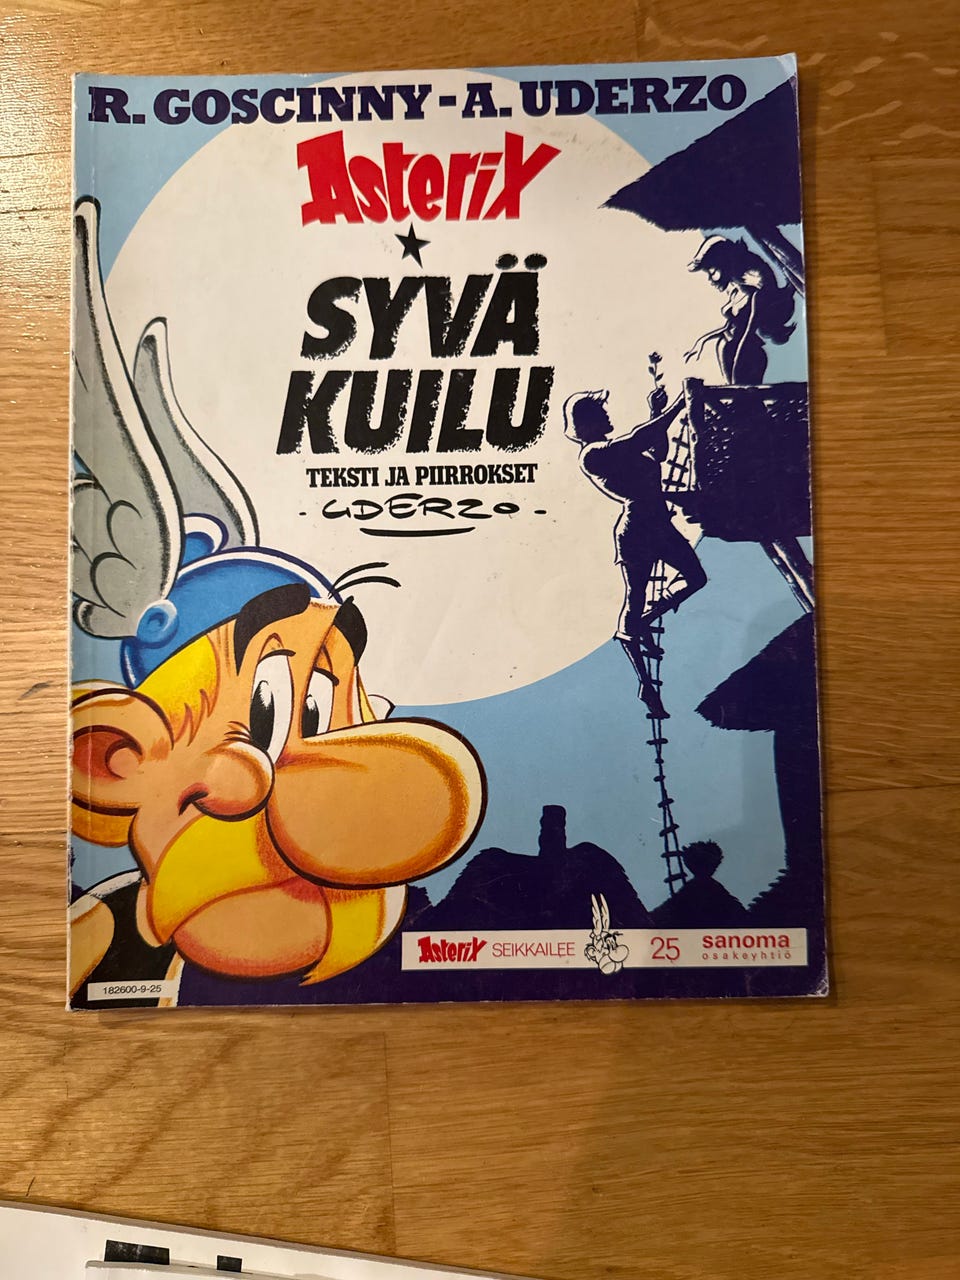 R. GOSCINNY-A. UDERZO
Asterix
SYVÄ
KUILU
TEKSTI JA PIIRROKSET
-UDERZO-
Asterix SEIKKAILEE 25 sanoma
osakeyhtiö
182600-9-25